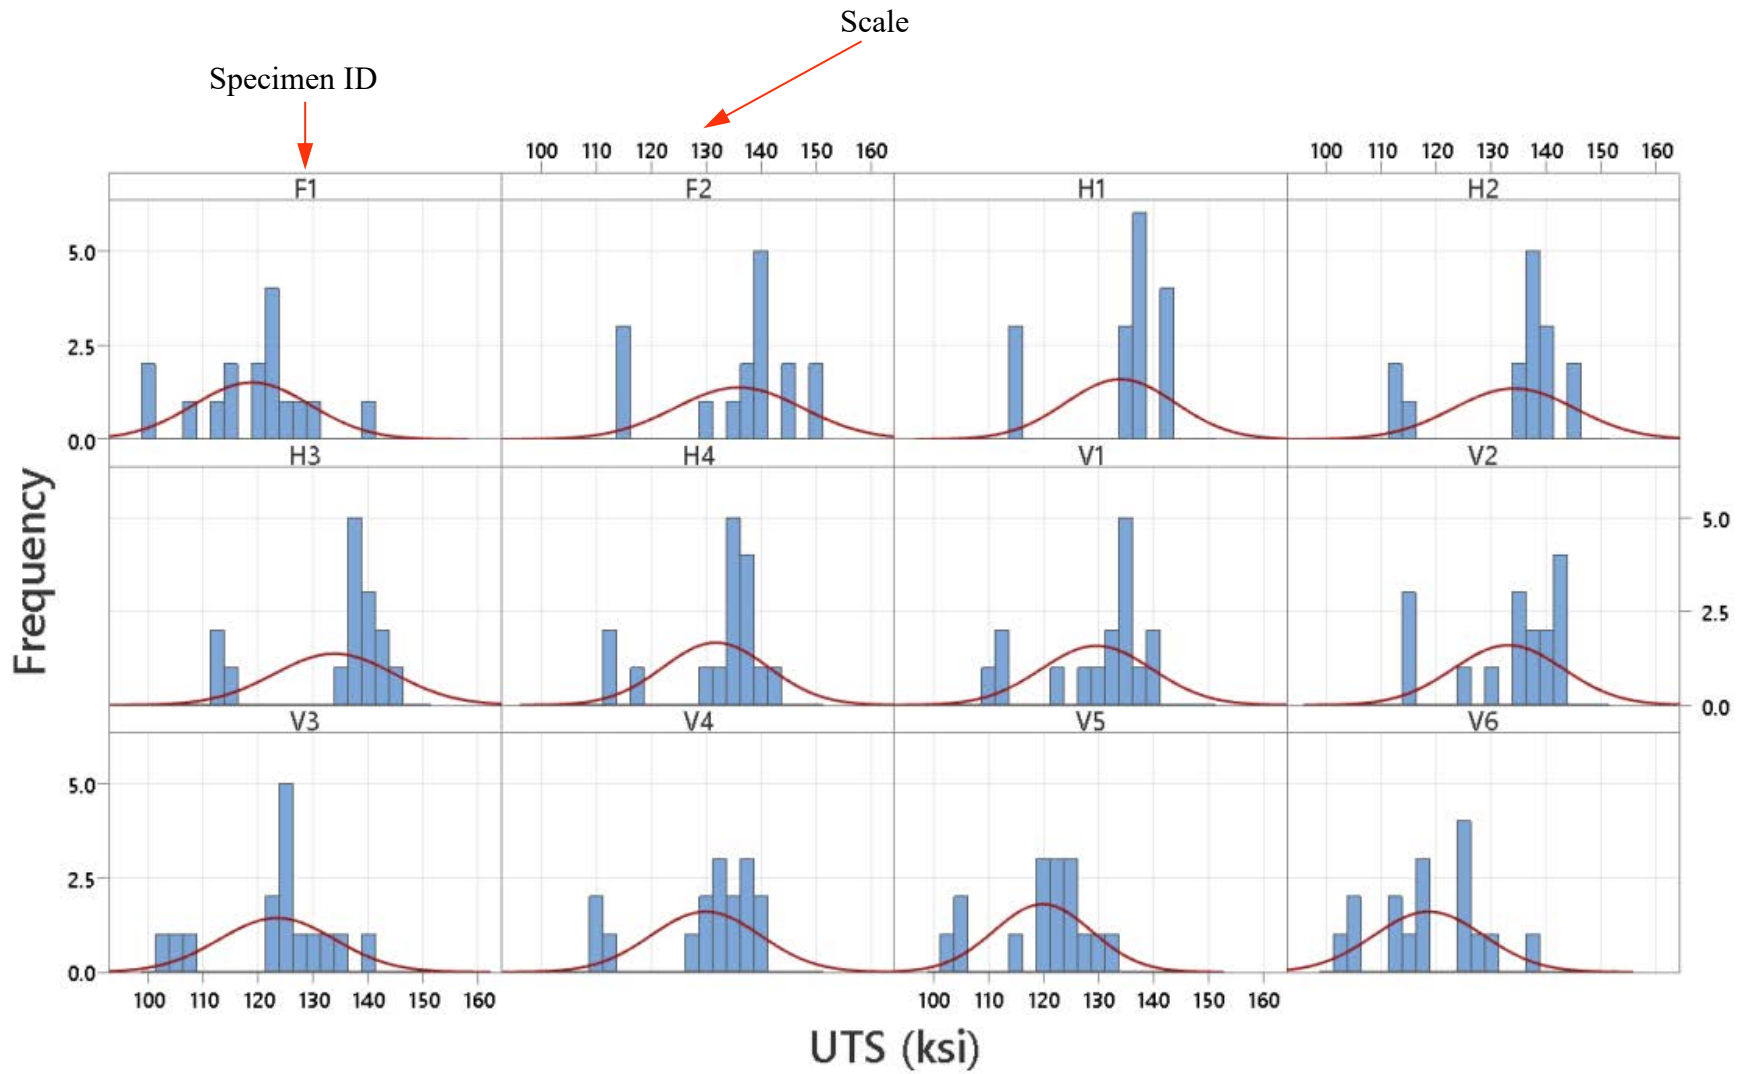 Scale
Specimen ID
100 110 120 130 140 150 160 100 110 120 130 140 150 160
F1 F2 H1 H2
5.0
2.5
0.0
H3 H4 V1 V2
5.0
2.5
0.0
V3 V4 V5 V6
5.0
2.5
0.0
100 110 120 130 140 150 160 100 110 120 130 140 150 160
Frequency
UTS (ksi)